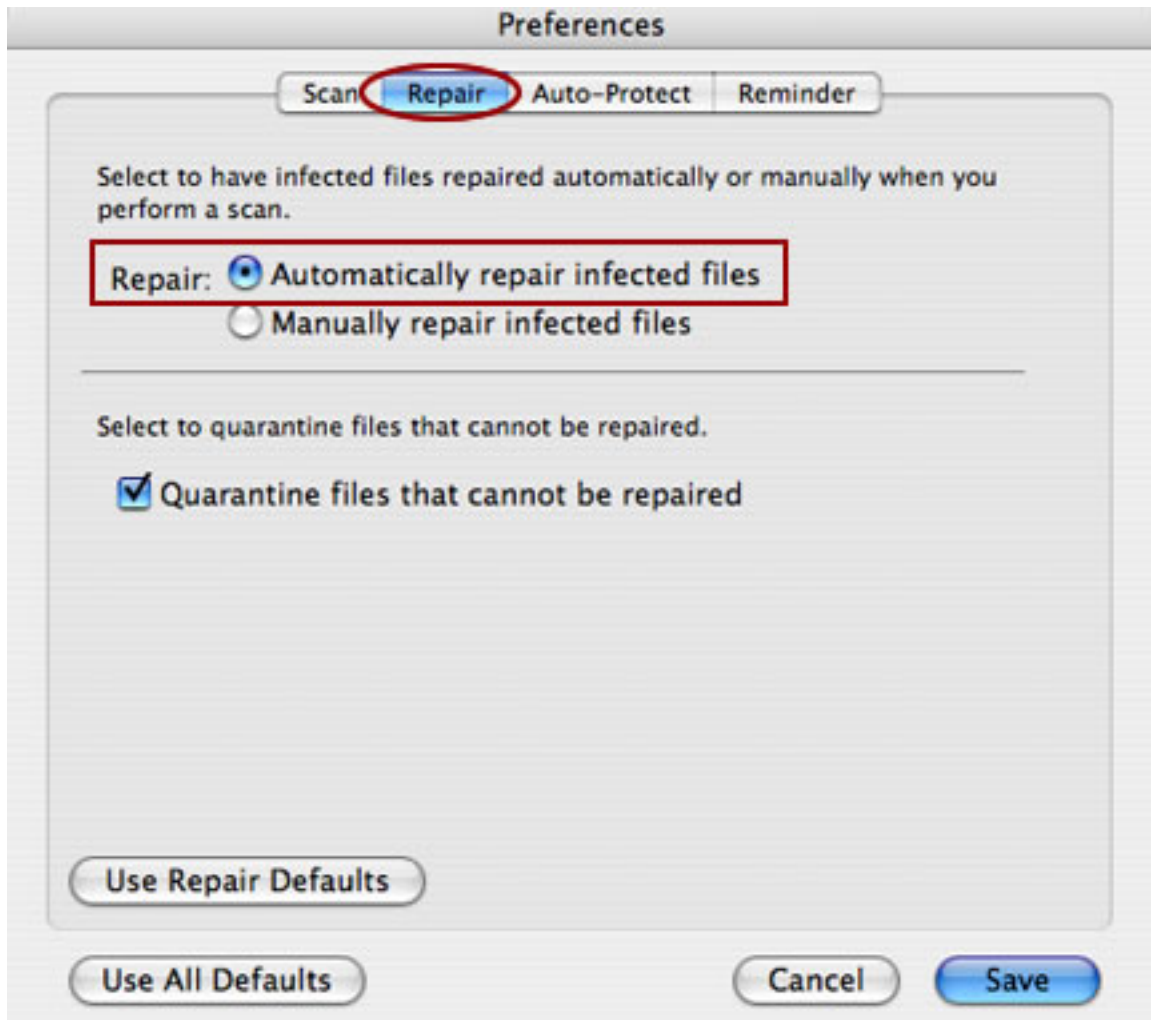 Preferences
Scan Repair Auto-Protect Reminder
Select to have infected files repaired automatically or manually when you
perform a scan.
Repair: Automatically repair infected files
Manually repair infected files
Select to quarantine files that cannot be repaired.
Quarantine files that cannot be repaired
Use Repair Defaults
Use All Defaults Cancel Save